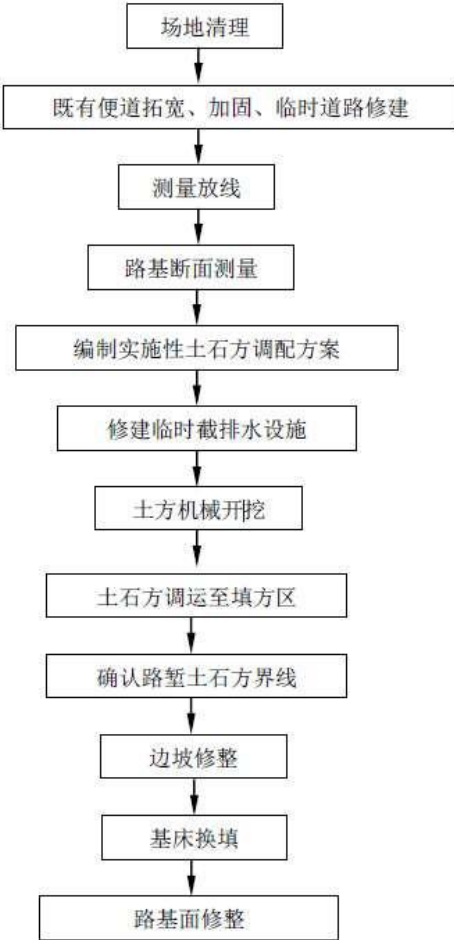 场地清理
既有便道拓宽、加固、临时道路修建
测量放线
路基断面测量
编制实施性土石方调配方案
修建临时截排水设施
土方机械开挖
土石方调运至填方区
确认路堑土石方界线
边坡修整
基床换填
路基面修整